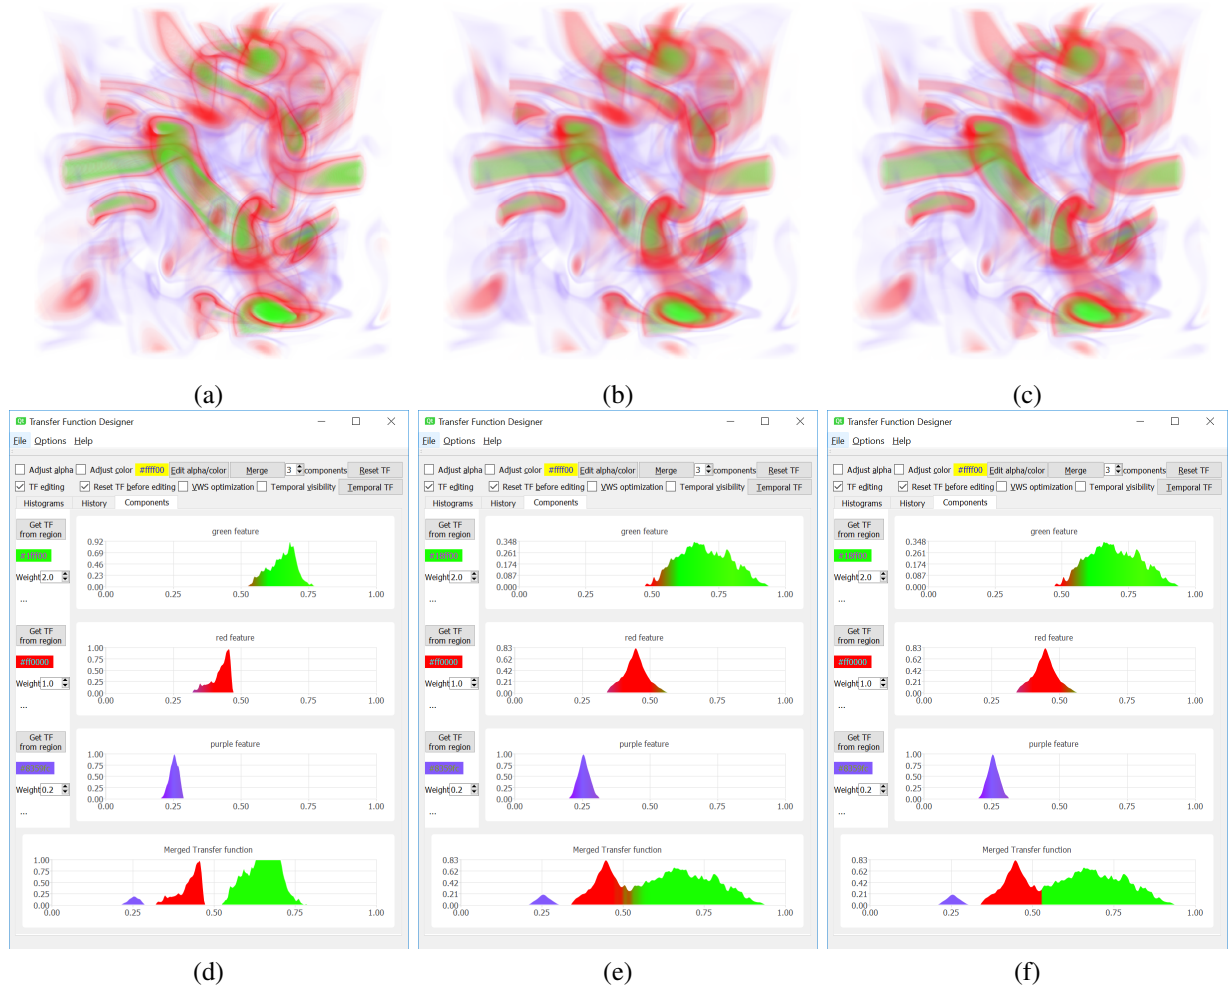 (a) (b) (c)
Transfer Function Designer
File Options Help
Adjust alpha Adjust color #ffff00 Edit alpha/color Merge 3 components Reset TF
TF editing Reset TF before editing VWS optimization Temporal visibility Temporal TF
Histograms History Components
Get TF
from region
#1fff00
Weight 2.0
...
green feature
0.92
0.69
0.46
0.23
0.00
0.00 0.25 0.50 0.75 1.00
Get TF
from region
#ff0000
Weight 1.0
...
red feature
1.00
0.75
0.50
0.25
0.00
0.00 0.25 0.50 0.75 1.00
Get TF
from region
Weight 0.2
...
purple feature
1.00
0.75
0.50
0.25
0.00
0.00 0.25 0.50 0.75 1.00
Merged Transfer function
1.00
0.75
0.50
0.25
0.00
0.00 0.25 0.50 0.75 1.00
Transfer Function Designer
File Options Help
Adjust alpha Adjust color #ffff00 Edit alpha/color Merge 3 components Reset TF
TF editing Reset TF before editing VWS optimization Temporal visibility Temporal TF
Histograms History Components
Get TF
from region
#1fff00
Weight 2.0
...
green feature
0.348
0.261
0.174
0.087
0.000
0.00 0.25 0.50 0.75 1.00
Get TF
from region
#ff0000
Weight 1.0
...
red feature
0.83
0.62
0.42
0.21
0.00
0.00 0.25 0.50 0.75 1.00
Get TF
from region
Weight 0.2
...
purple feature
1.00
0.75
0.50
0.25
0.00
0.00 0.25 0.50 0.75 1.00
Merged Transfer function
0.83
0.62
0.42
0.21
0.00
0.00 0.25 0.50 0.75 1.00
Transfer Function Designer
File Options Help
Adjust alpha Adjust color #ffff00 Edit alpha/color Merge 3 components Reset TF
TF editing Reset TF before editing VWS optimization Temporal visibility Temporal TF
Histograms History Components
Get TF
from region
#1fff00
Weight 2.0
...
green feature
0.348
0.261
0.174
0.087
0.000
0.00 0.25 0.50 0.75 1.00
Get TF
from region
#ff0000
Weight 1.0
...
red feature
0.83
0.62
0.42
0.21
0.00
0.00 0.25 0.50 0.75 1.00
Get TF
from region
Weight 0.2
...
purple feature
1.00
0.75
0.50
0.25
0.00
0.00 0.25 0.50 0.75 1.00
Merged Transfer function
0.83
0.62
0.42
0.21
0.00
0.00 0.25 0.50 0.75 1.00
(d) (e) (f)